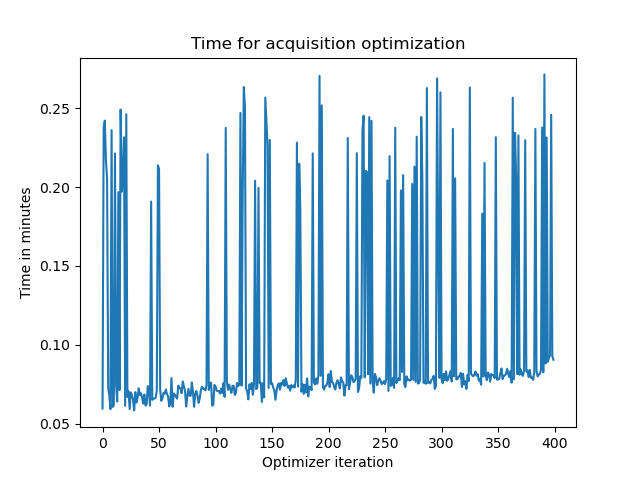 Time for acquisition optimization
Time in minutes
0.25
0.20
0.15
0.10
0.05
0 50 100 150 200 250 300 350 400
Optimizer iteration